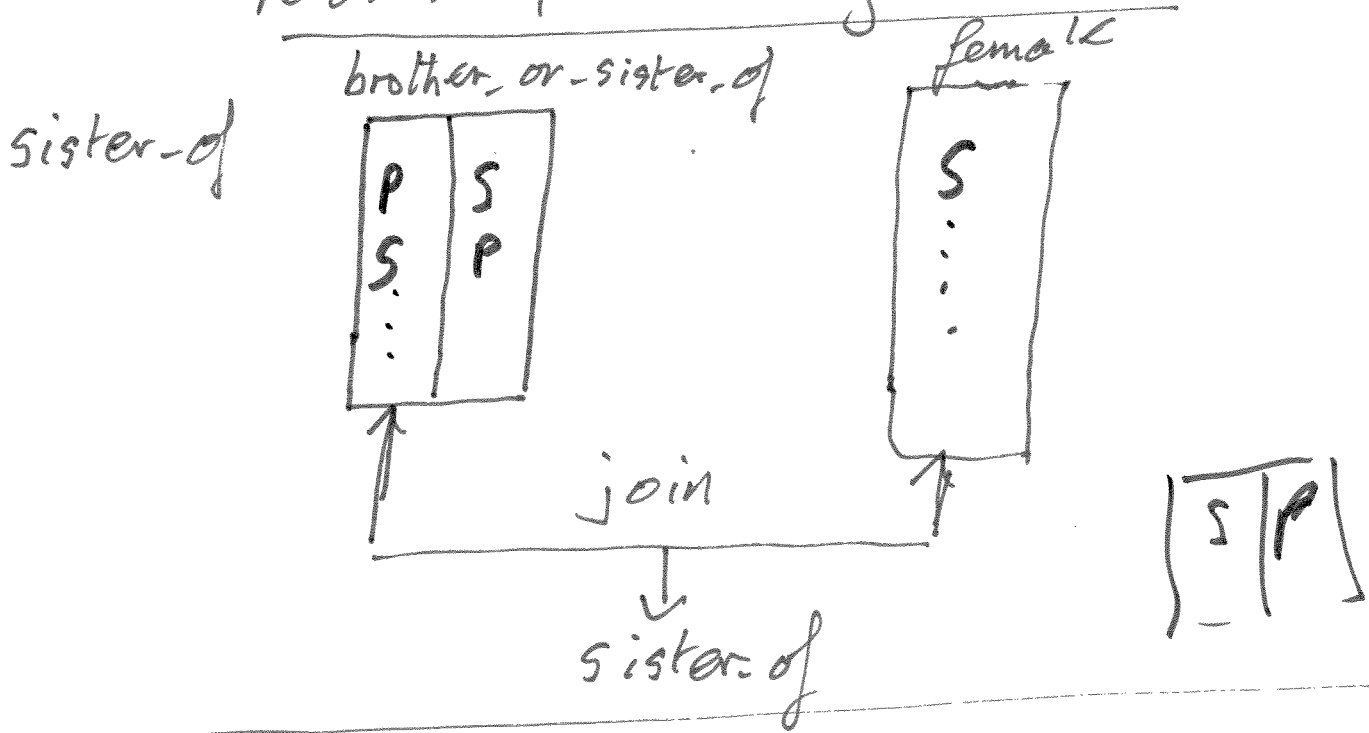 brother_or_sister_of
female
sister_of
P S
S P
S
join
S P
sister_of